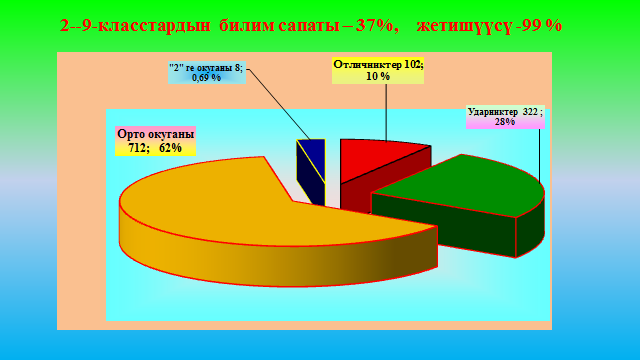 2--9-класстардын билим сапаты – 37%, жетишүүсү -99 %
"2" ге окуганы 8;
0,69 %
Отличниктер 102;
10 %
Ударниктер 322 ;
28%
Орто окуганы
712; 62%